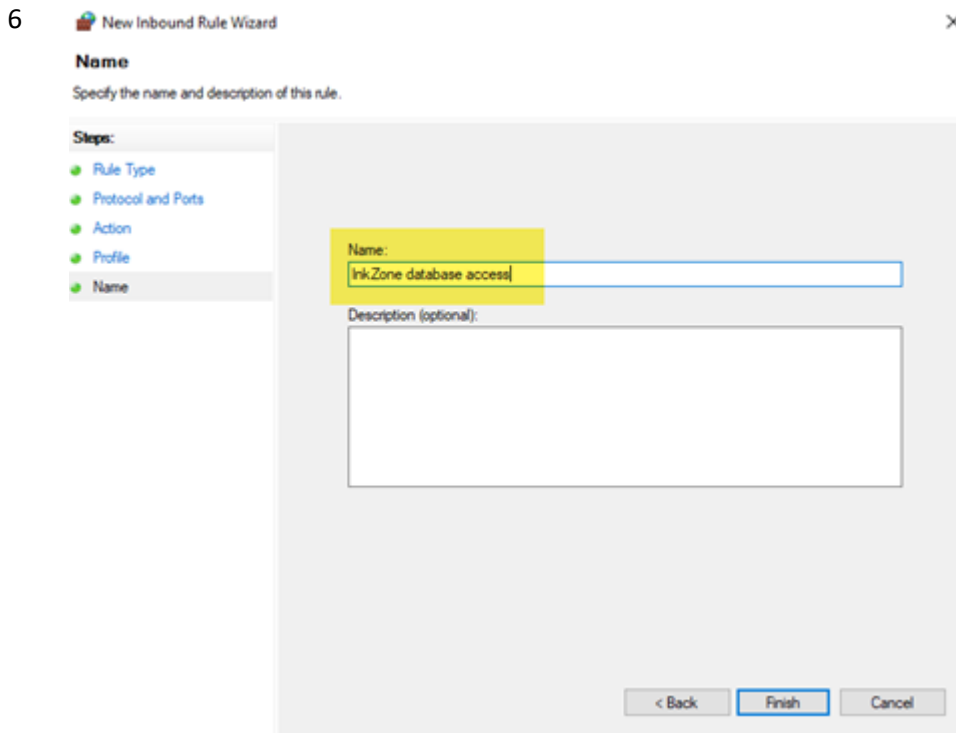 6
New Inbound Rule Wizard
Name
Specify the name and description of this rule.
Steps:
Rule Type
Protocol and Ports
Action
Profile
Name
Name:
InkZone database access
Description (optional):
< Back
Finish
Cancel